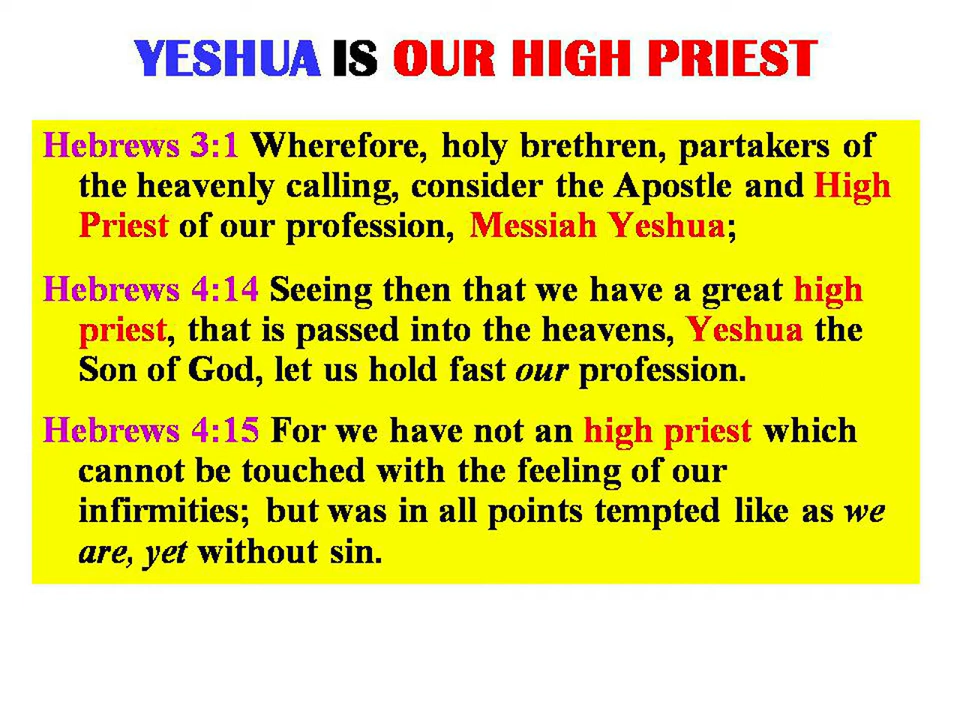 YESHUA IS OUR HIGH PRIEST
Hebrews 3:1 Wherefore, holy brethren, partakers of
the heavenly calling, consider the Apostle and High
Priest of our profession, Messiah Yeshua;
Hebrews 4:14 Seeing then that we have a great high
priest, that is passed into the heavens, Yeshua the
Son of God, let us hold fast our profession.
Hebrews 4:15 For we have not an high priest which
cannot be touched with the feeling of our
infirmities; but was in all points tempted like as we
are, yet without sin.